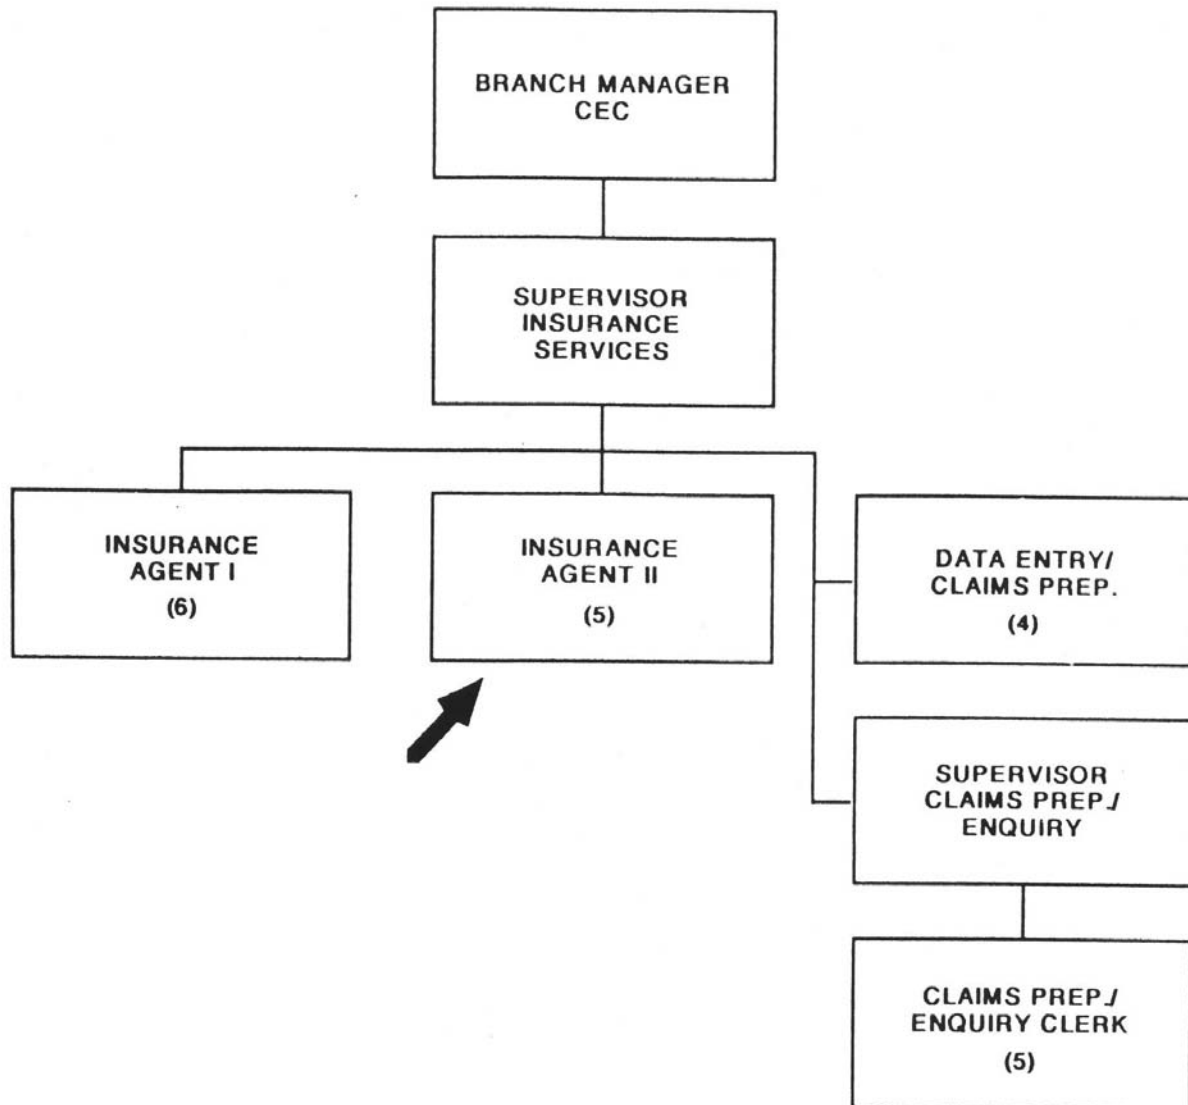 BRANCH MANAGER
CEC
SUPERVISOR
INSURANCE
SERVICES
INSURANCE
AGENT I
(6)
INSURANCE
AGENT II
(5)
DATA ENTRY/
CLAIMS PREP.
(4)
SUPERVISOR
CLAIMS PREP./
ENQUIRY
CLAIMS PREP./
ENQUIRY CLERK
(5)